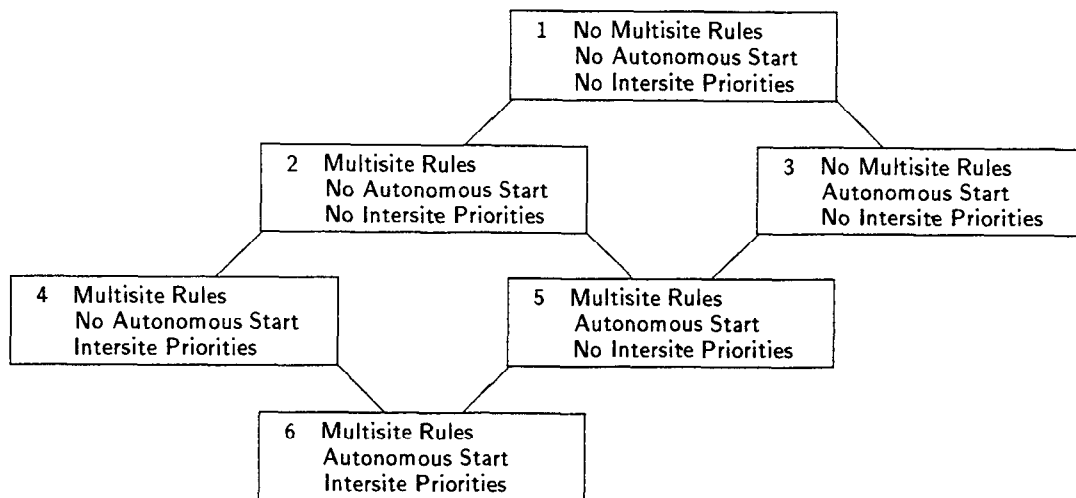 1 No Multisite Rules
No Autonomous Start
No Intersite Priorities
2 Multisite Rules
No Autonomous Start
No Intersite Priorities
3 No Multisite Rules
Autonomous Start
No Intersite Priorities
4 Multisite Rules
No Autonomous Start
Intersite Priorities
5 Multisite Rules
Autonomous Start
No Intersite Priorities
6 Multisite Rules
Autonomous Start
Intersite Priorities